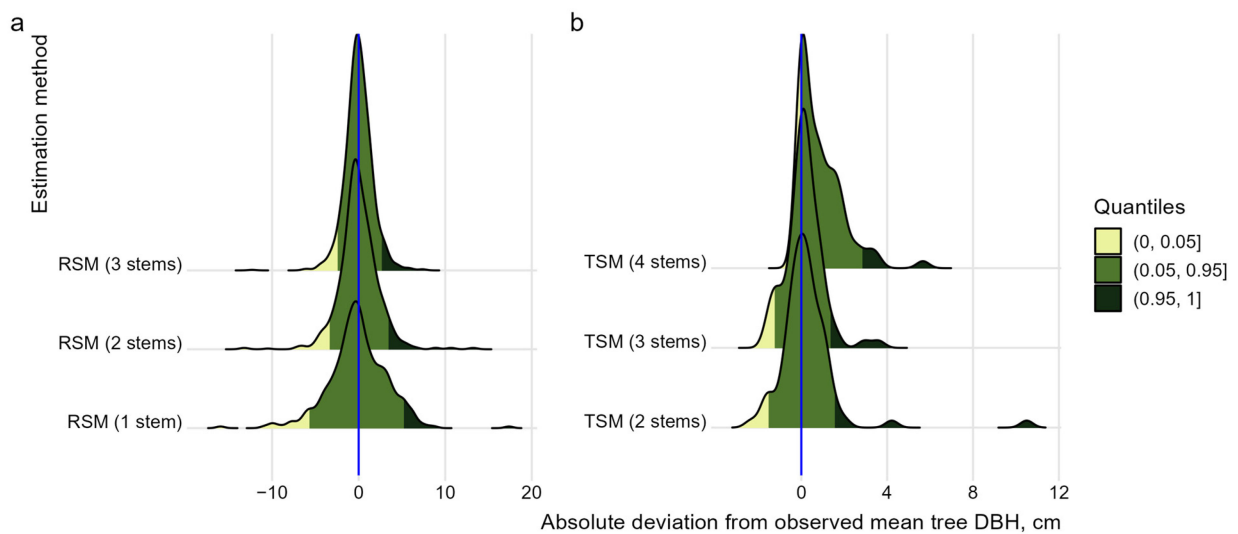 a
b
Estimation method
RSM (3 stems)
RSM (2 stems)
RSM (1 stem)
−10
0
10
20
TSM (4 stems)
TSM (3 stems)
TSM (2 stems)
0
4
8
12
Absolute deviation from observed mean tree DBH, cm
Quantiles
(0, 0.05]
(0.05, 0.95]
(0.95, 1]